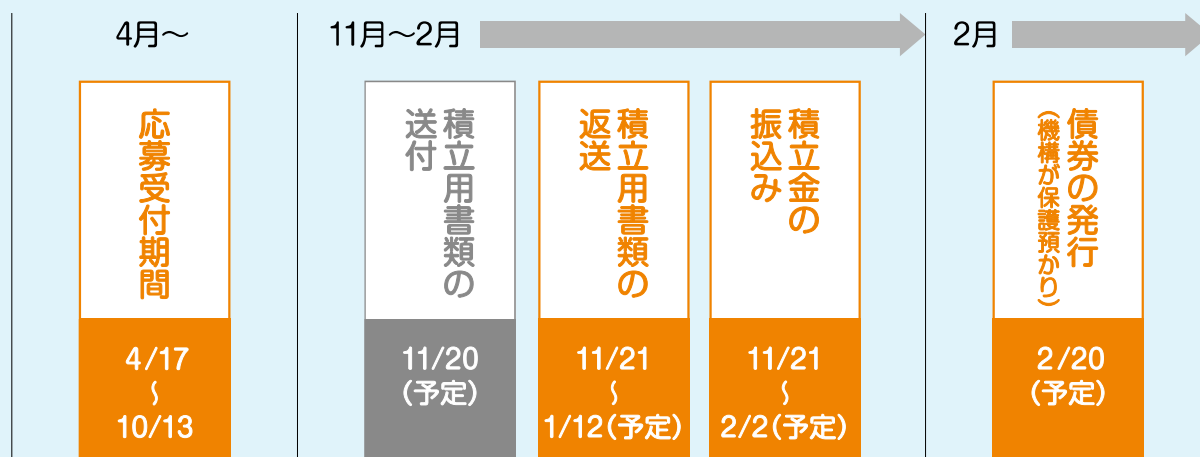 4月〜
11月〜2月
2月
応募受付期間
4/17
〜
10/13
積立用書類の
送付
11/20
(予定)
積立用書類の
返送
11/21
〜
1/12(予定)
積立金の
振込み
11/21
〜
2/2(予定)
債券の発行
(機構が保護預かり)
2/20
(予定)